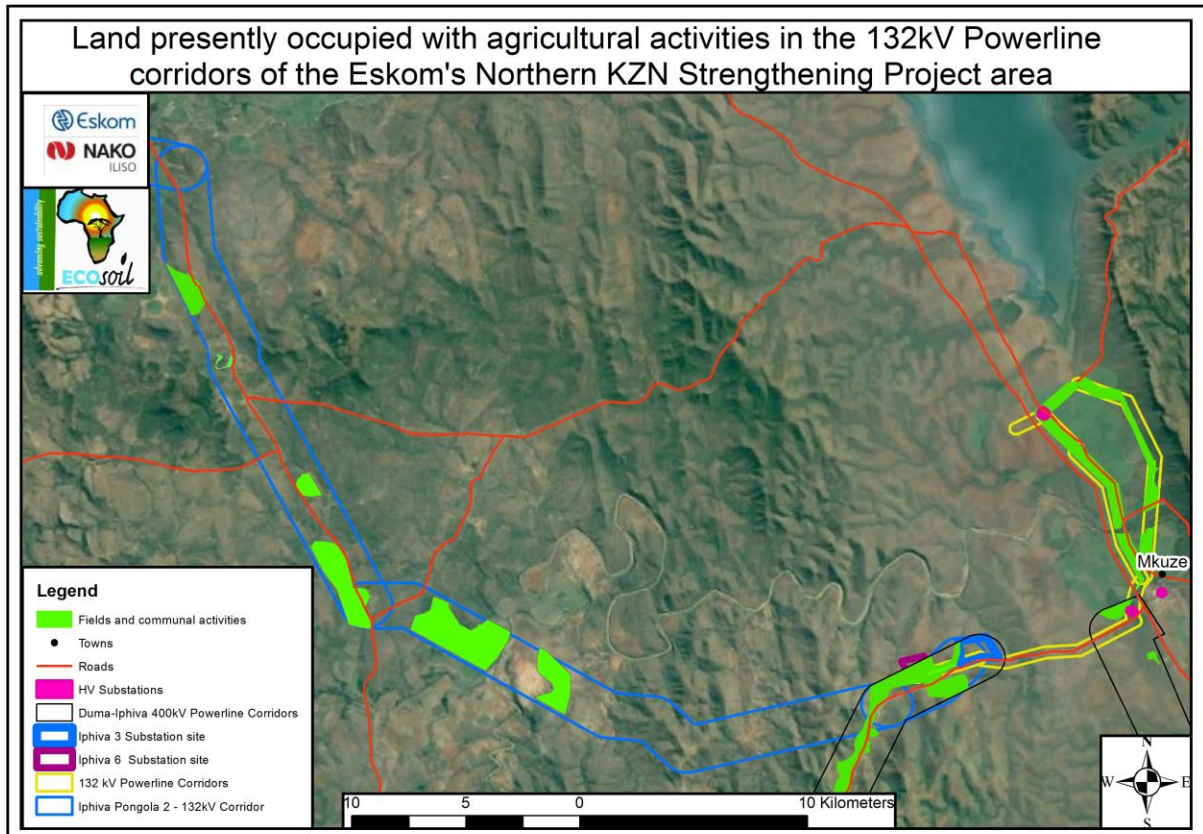 Land presently occupied with agricultural activities in the 132kV Powerline
corridors of the Eskom's Northern KZN Strengthening Project area
Eskom
NAKO
ILISO
advancing sustainability
ECOsoil
Mkuze
Legend
Fields and communal activities
Towns
Roads
HV Substations
Duma-Iphiva 400kV Powerline Corridors
Iphiva 3 Substation site
Iphiva 6 Substation site
132 kV Powerline Corridors
Iphiva Pongola 2 - 132kV Corridor
10 5 0 10 Kilometers
N
W E
S